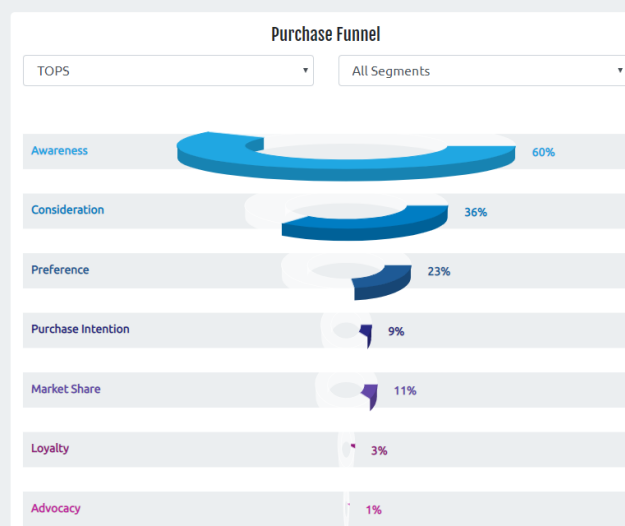 Purchase Funnel
TOPS
All Segments
Awareness
60%
Consideration
36%
Preference
23%
Purchase Intention
9%
Market Share
11%
Loyalty
3%
Advocacy
1%